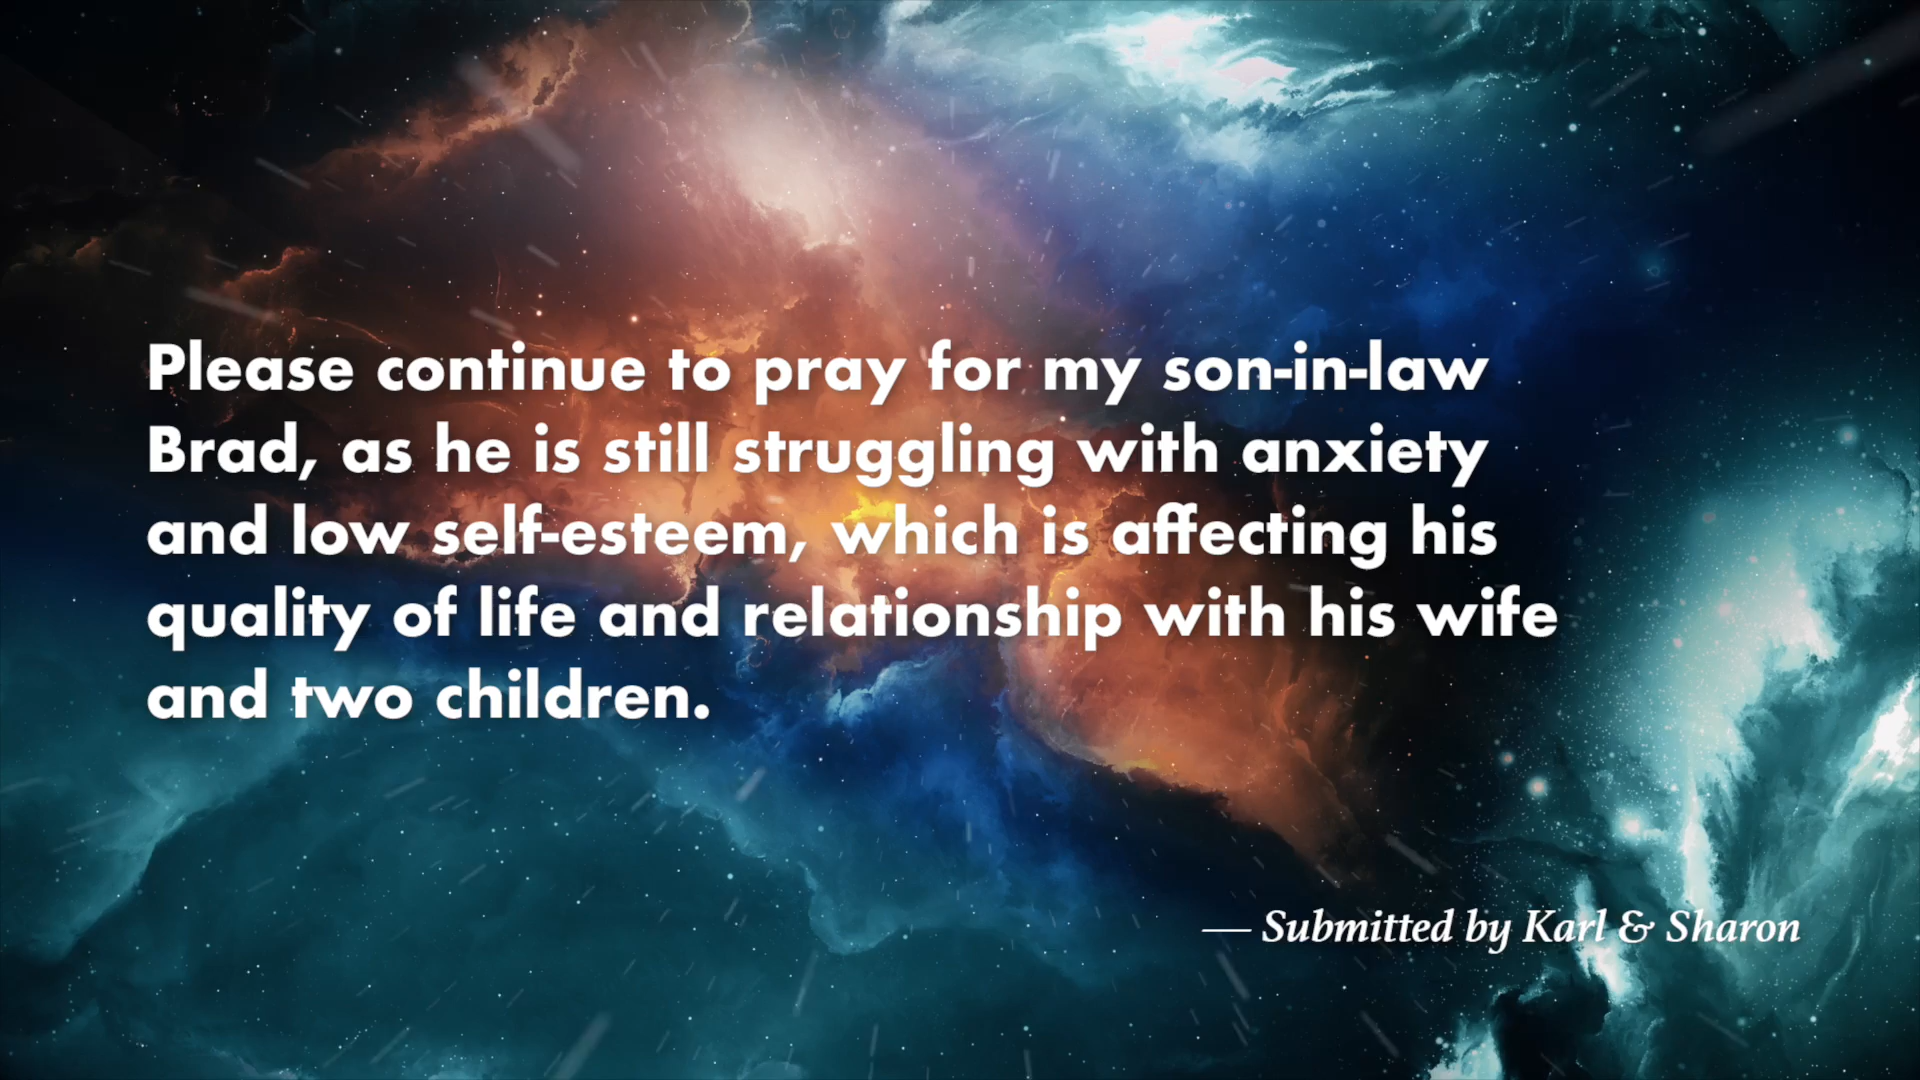 Please continue to pray for my son-in-law
Brad, as he is still struggling with anxiety
and low self-esteem, which is affecting his
quality of life and relationship with his wife
and two children.
— Submitted by Karl & Sharon